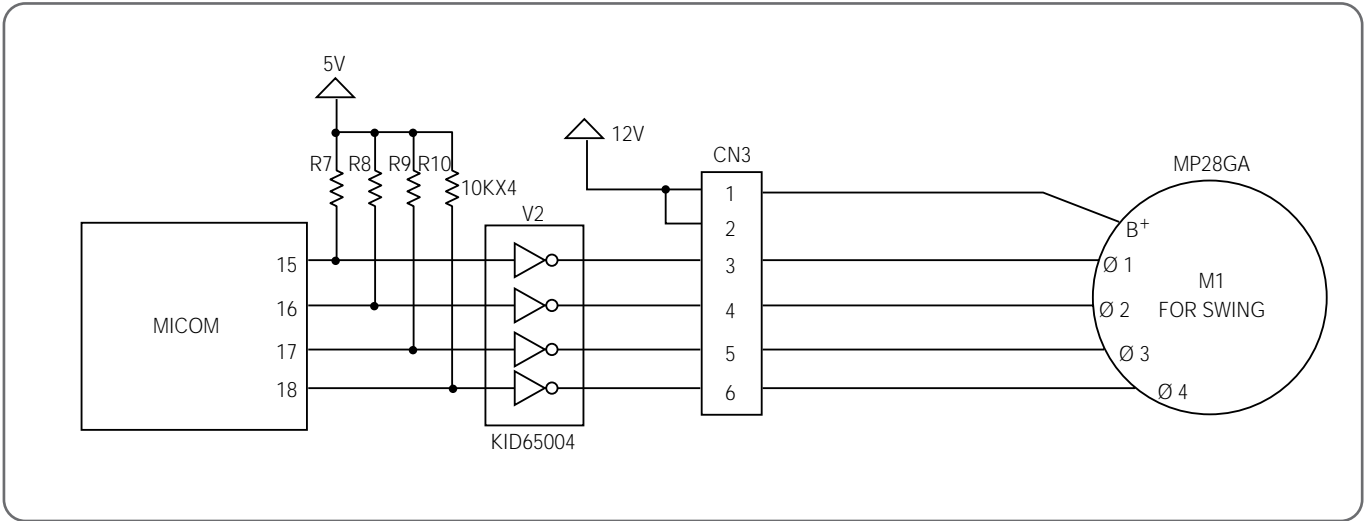 5V
12V
R7 R8 R9 R10
10KX4
CN3
MP28GA
V2
1
2
3
4
5
6
B+
Ø 1
Ø 2
Ø 3
Ø 4
M1
FOR SWING
15
16
17
18
MICOM
KID65004